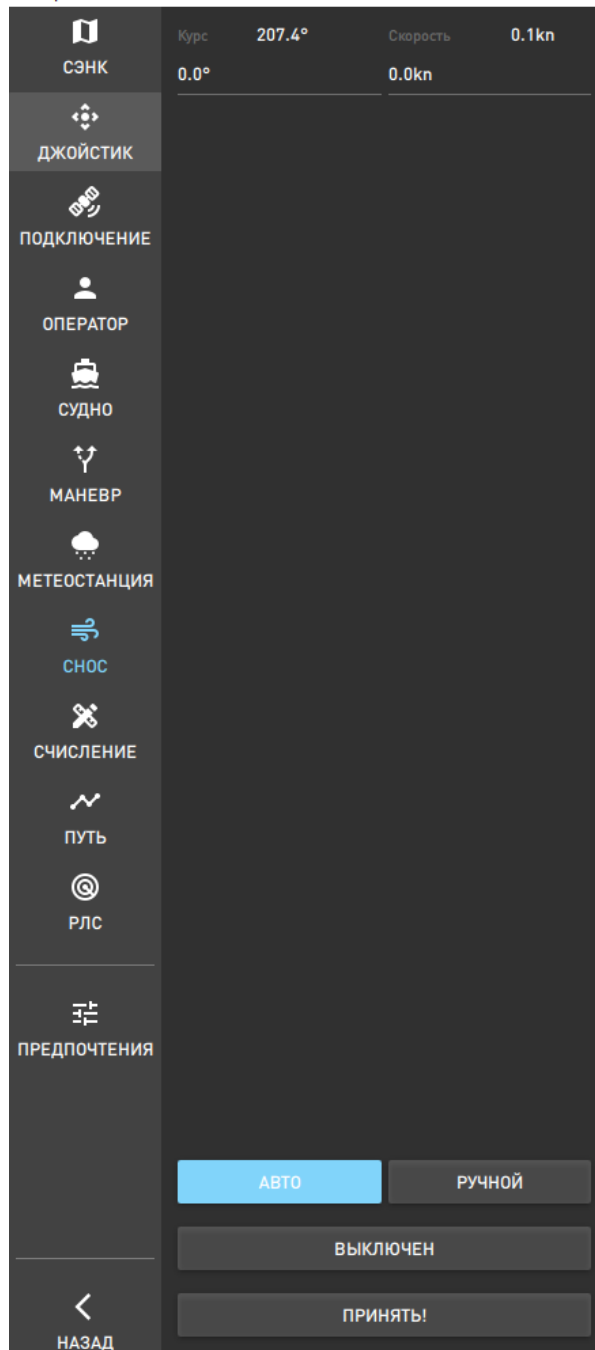 СЭНК
ДЖОЙСТИК
ПОДКЛЮЧЕНИЕ
ОПЕРАТОР
СУДНО
МАНЕВР
МЕТЕОСТАНЦИЯ
СНОС
СЧИСЛЕНИЕ
ПУТЬ
РЛС
ПРЕДПОЧТЕНИЯ
НАЗАД
Курс 207.4° Скорость 0.1kn
0.0° 0.0kn
АВТО РУЧНОЙ
ВЫКЛЮЧЕН
ПРИНЯТЬ!